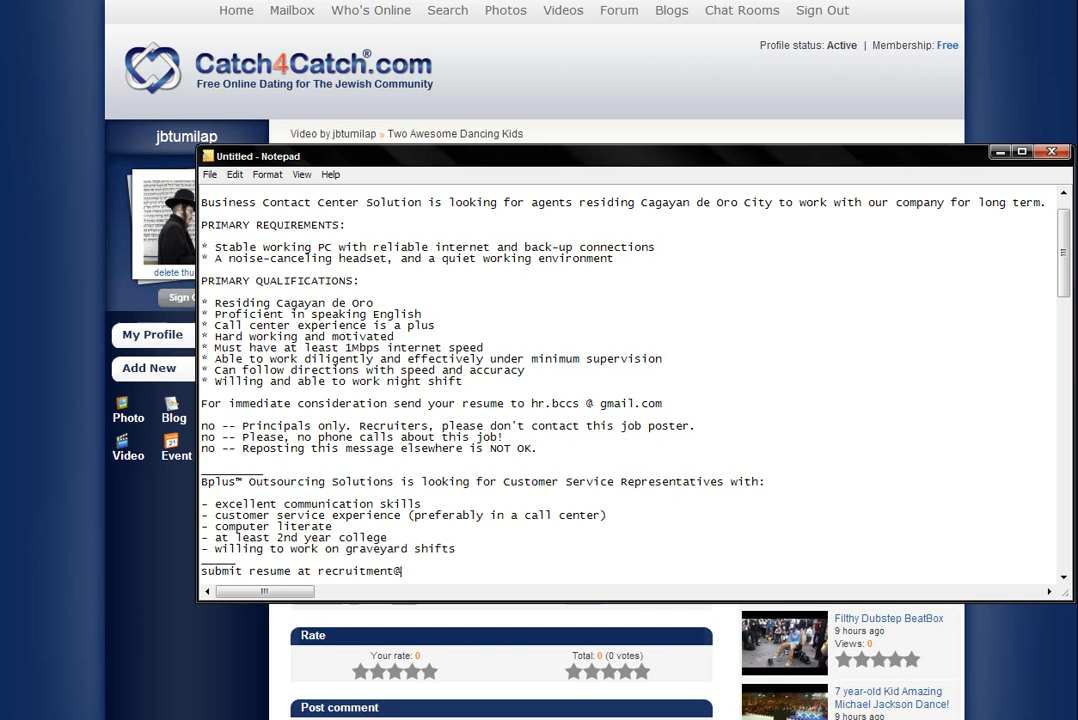 Home Mailbox Who's Online Search Photos Videos Forum Blogs Chat Rooms Sign Out
Profile status: Active | Membership: Free
Catch4Catch.com®
Free Online Dating for The Jewish Community
jbtumilap
Video by jbtumilap » Two Awesome Dancing Kids
Untitled - Notepad
File Edit Format View Help
Business Contact Center Solution is looking for agents residing Cagayan de Oro City to work with our company for long term.
PRIMARY REQUIREMENTS:
* Stable working PC with reliable internet and back-up connections
* A noise-canceling headset, and a quiet working environment
PRIMARY QUALIFICATIONS:
* Residing Cagayan de Oro
* Proficient in speaking English
* Call center experience is a plus
* Hard working and motivated
* Must have at least 1Mbps internet speed
* Able to work diligently and effectively under minimum supervision
* Can follow directions with speed and accuracy
* Willing and able to work night shift
For immediate consideration send your resume to hr.bccs @ gmail.com
no -- Principals only. Recruiters, please don't contact this job poster.
no -- Please, no phone calls about this job!
no -- Reposting this message elsewhere is NOT OK.
_________
Bplus™ Outsourcing Solutions is looking for Customer Service Representatives with:
- excellent communication skills
- customer service experience (preferably in a call center)
- computer literate
- at least 2nd year college
- willing to work on graveyard shifts
_____
submit resume at recruitment@
delete thu
Sign
My Profile
Add New
Photo Blog
Video Event
Rate
Your rate: 0
Total: 0 (0 votes)
Post comment
Filthy Dubstep BeatBox
9 hours ago
Views: 0
7 year-old Kid Amazing
Michael Jackson Dance!
9 hours ago